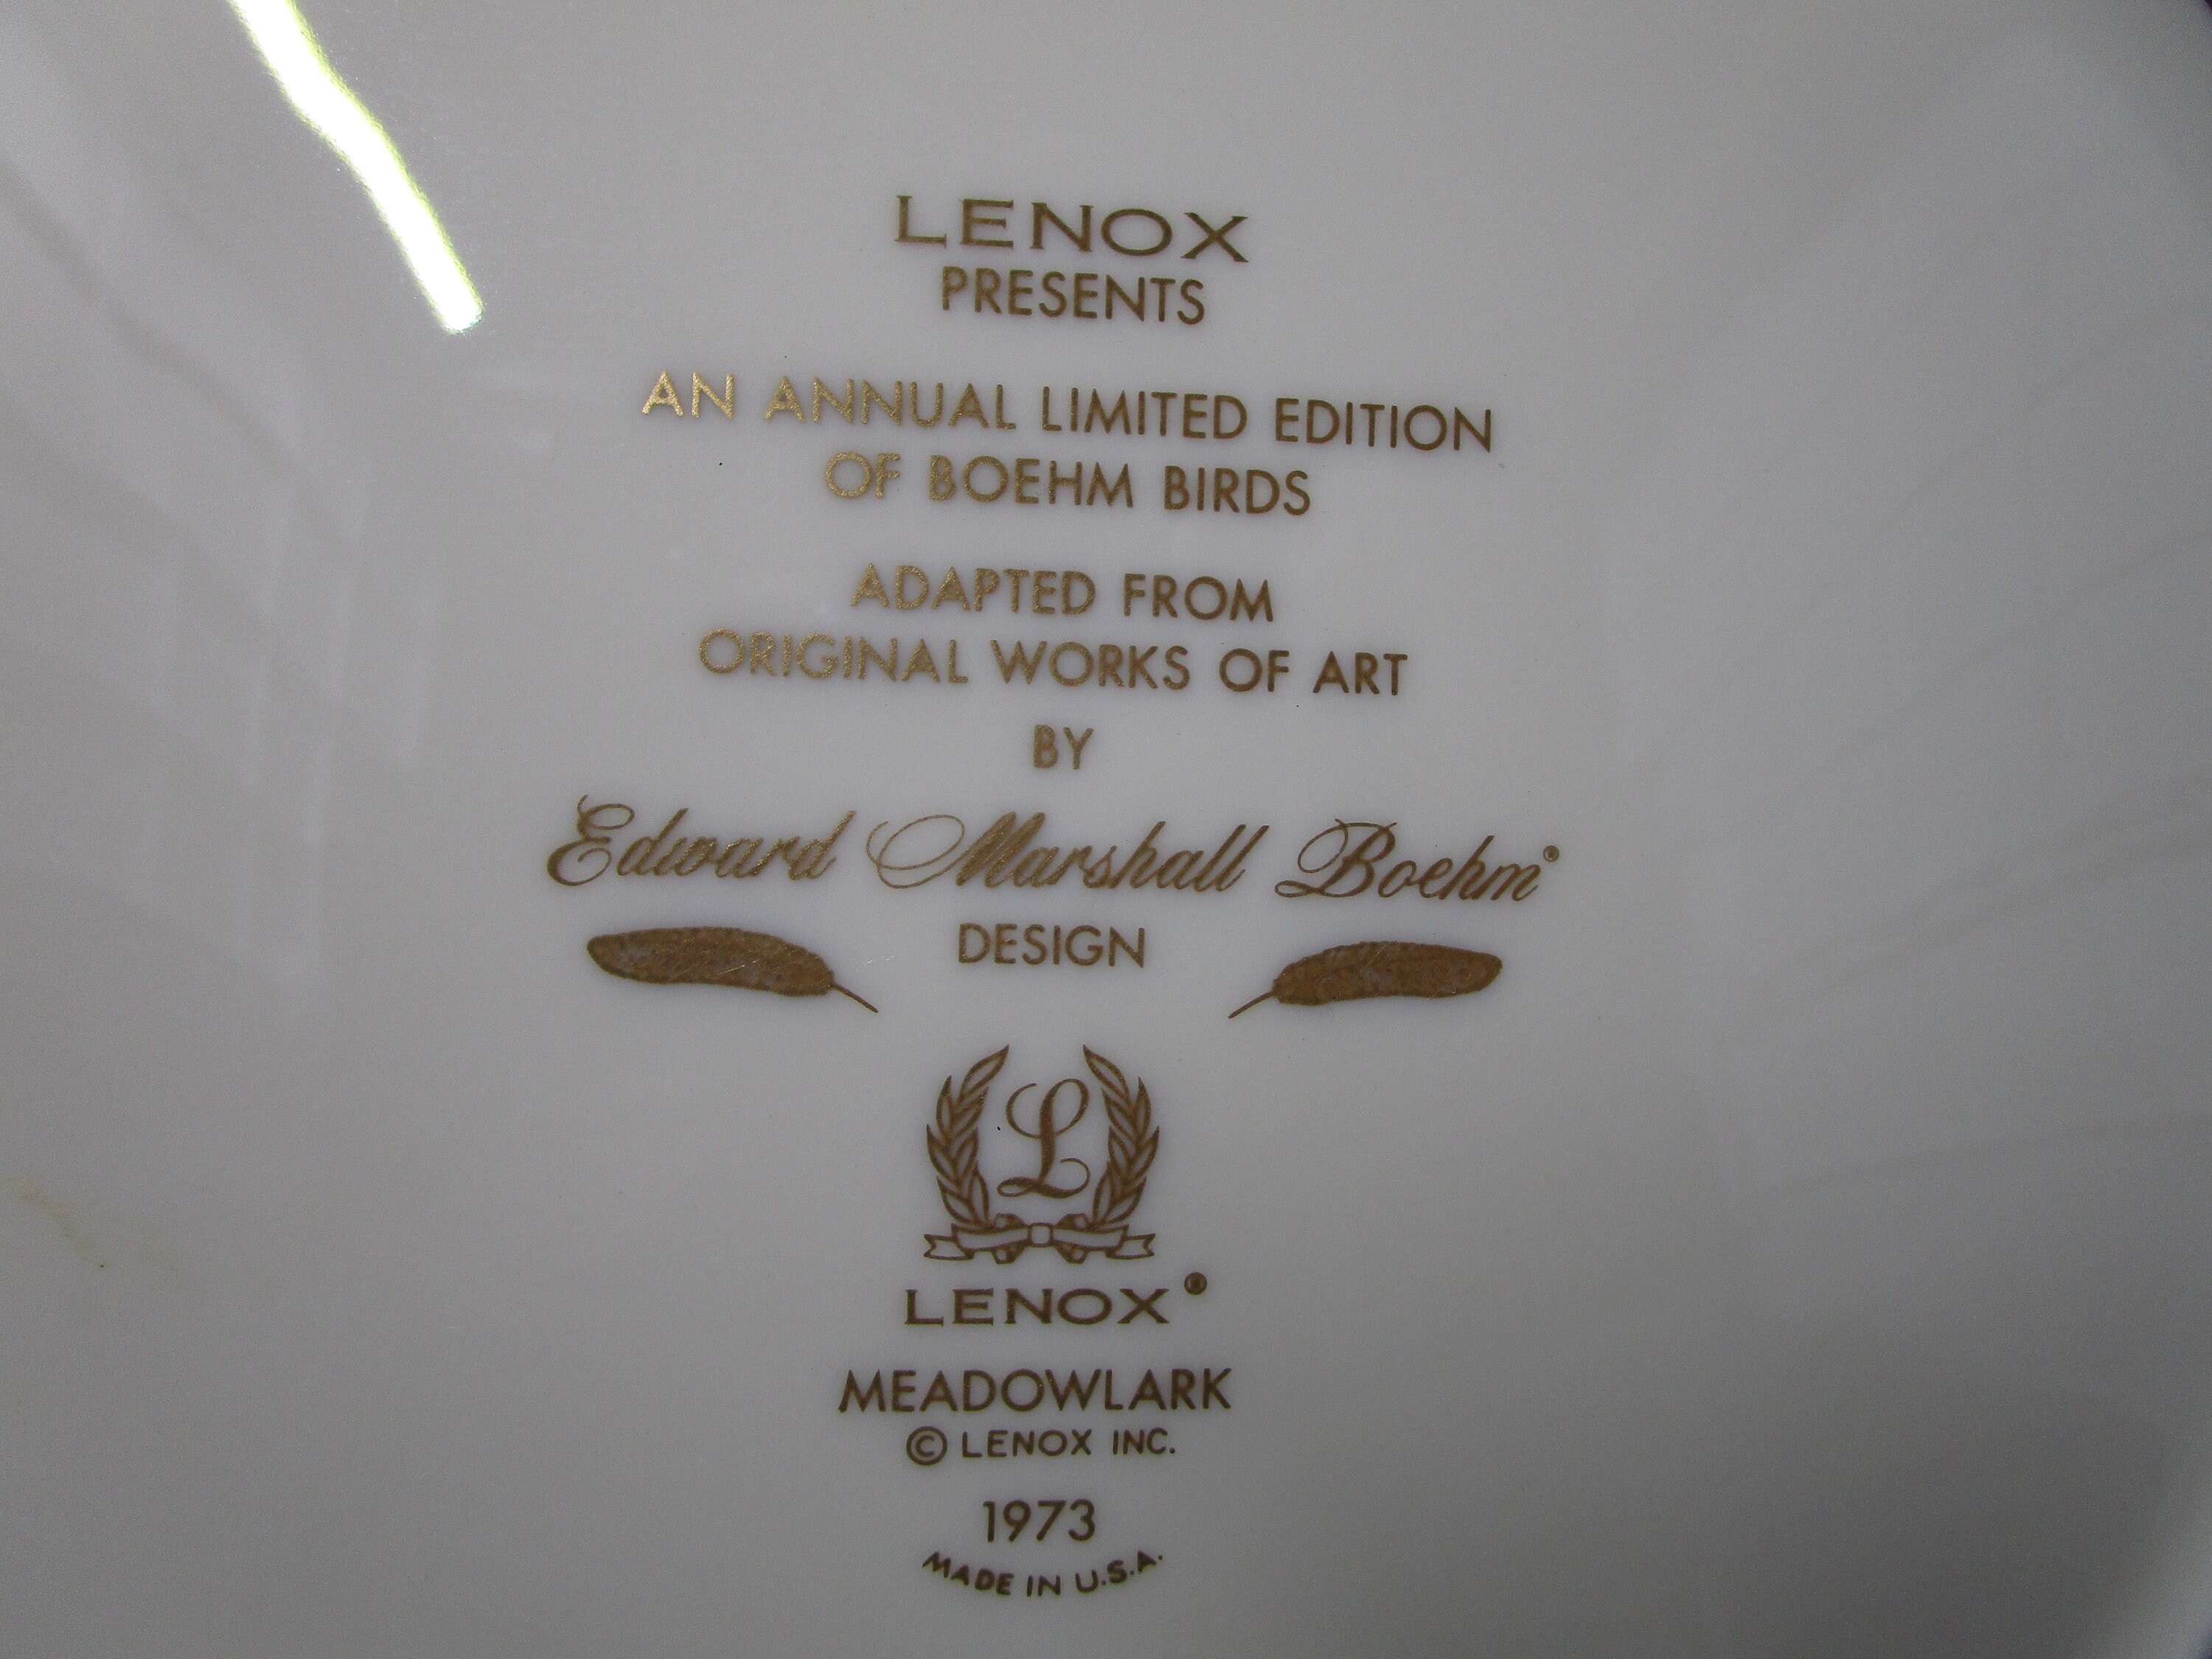 LENOX
PRESENTS
AN ANNUAL LIMITED EDITION
OF BOEHM BIRDS
ADAPTED FROM
ORIGINAL WORKS OF ART
BY
Edward Marshall Boehm®
DESIGN
L
LENOX®
MEADOWLARK
© LENOX INC.
1973
MADE IN U.S.A.